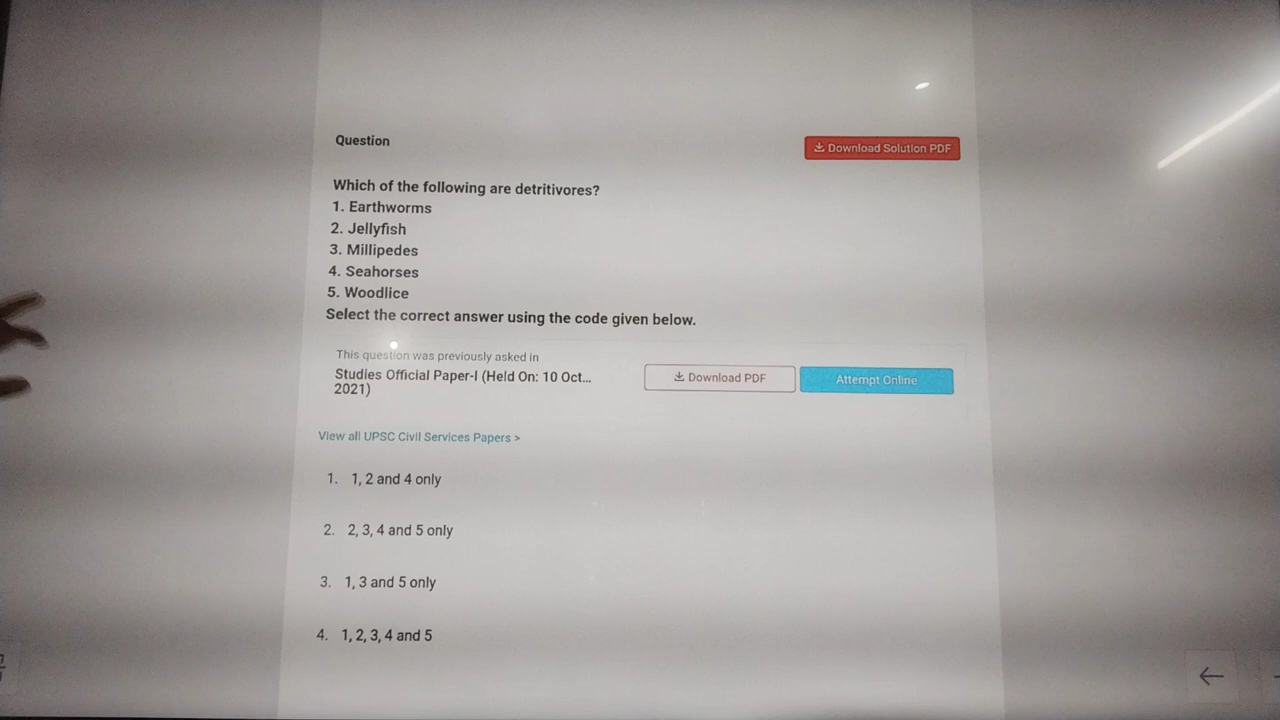 Question
Download Solution PDF
Which of the following are detritivores?
1. Earthworms
2. Jellyfish
3. Millipedes
4. Seahorses
5. Woodlice
Select the correct answer using the code given below.
This question was previously asked in
Studies Official Paper-I (Held On: 10 Oct...
2021)
Download PDF
Attempt Online
View all UPSC Civil Services Papers >
1. 1, 2 and 4 only
2. 2, 3, 4 and 5 only
3. 1, 3 and 5 only
4. 1, 2, 3, 4 and 5